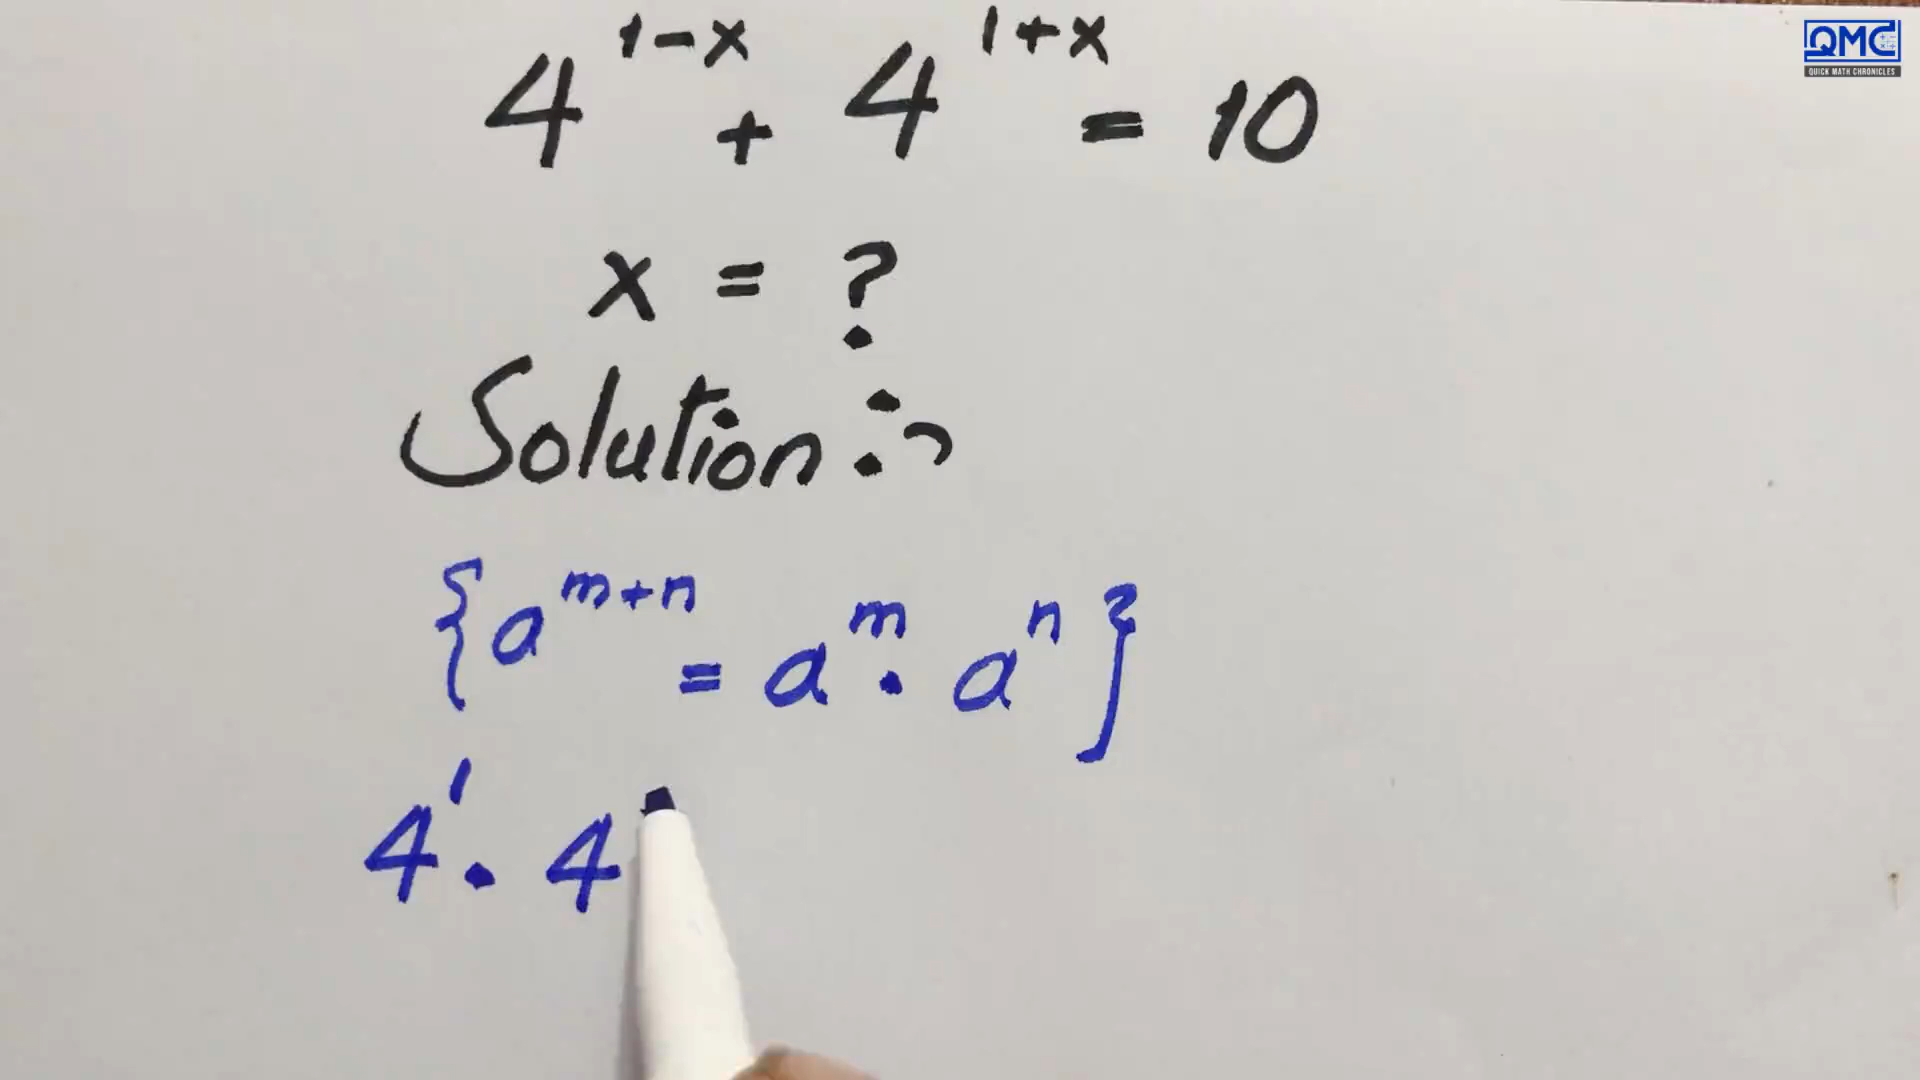 QMC
QUICK MATH CHRONICLES
4^{1-x} + 4^{1+x} = 10
x = ?
Solution :-
{a^{m+n} = a^m . a^n}
4^1 . 4